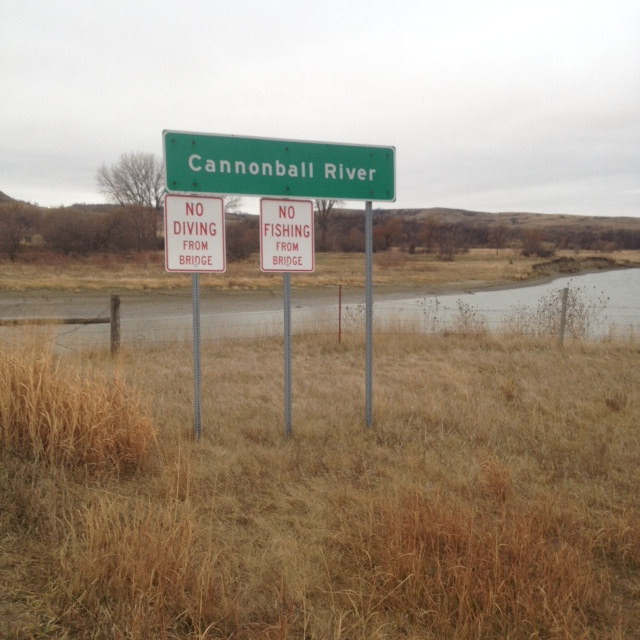 Cannonball River
NO
DIVING
FROM
BRIDGE
NO
FISHING
FROM
BRIDGE